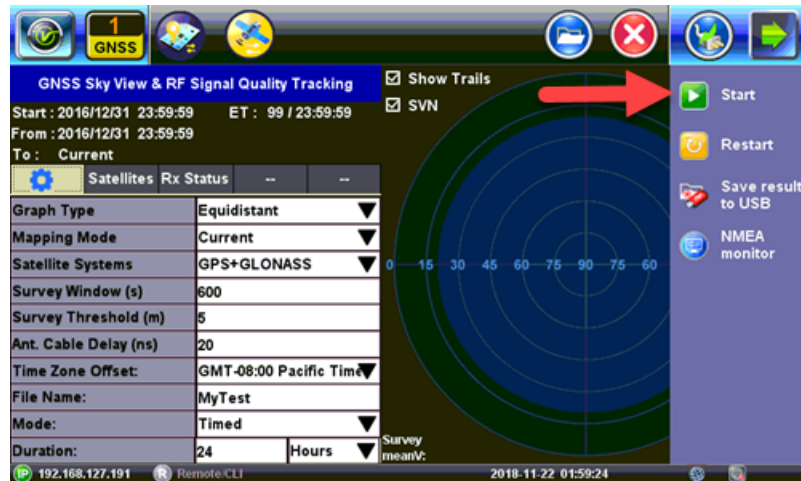 1
GNSS
GNSS Sky View & RF Signal Quality Tracking
Start : 2016/12/31 23:59:59 ET : 99 / 23:59:59
From : 2016/12/31 23:59:59
To : Current
Satellites Rx Status -- --
Graph Type Equidistant
Mapping Mode Current
Satellite Systems GPS+GLONASS
Survey Window (s) 600
Survey Threshold (m) 5
Ant. Cable Delay (ns) 20
Time Zone Offset: GMT-08:00 Pacific Time
File Name: MyTest
Mode: Timed
Duration: 24 Hours
Show Trails
SVN
0 15 30 45 60 75 90 75 60
Survey
meanV:
Start
Restart
Save result
to USB
NMEA
monitor
IP 192.168.127.191 R Remote/CLI 2018-11-22 01:59:24